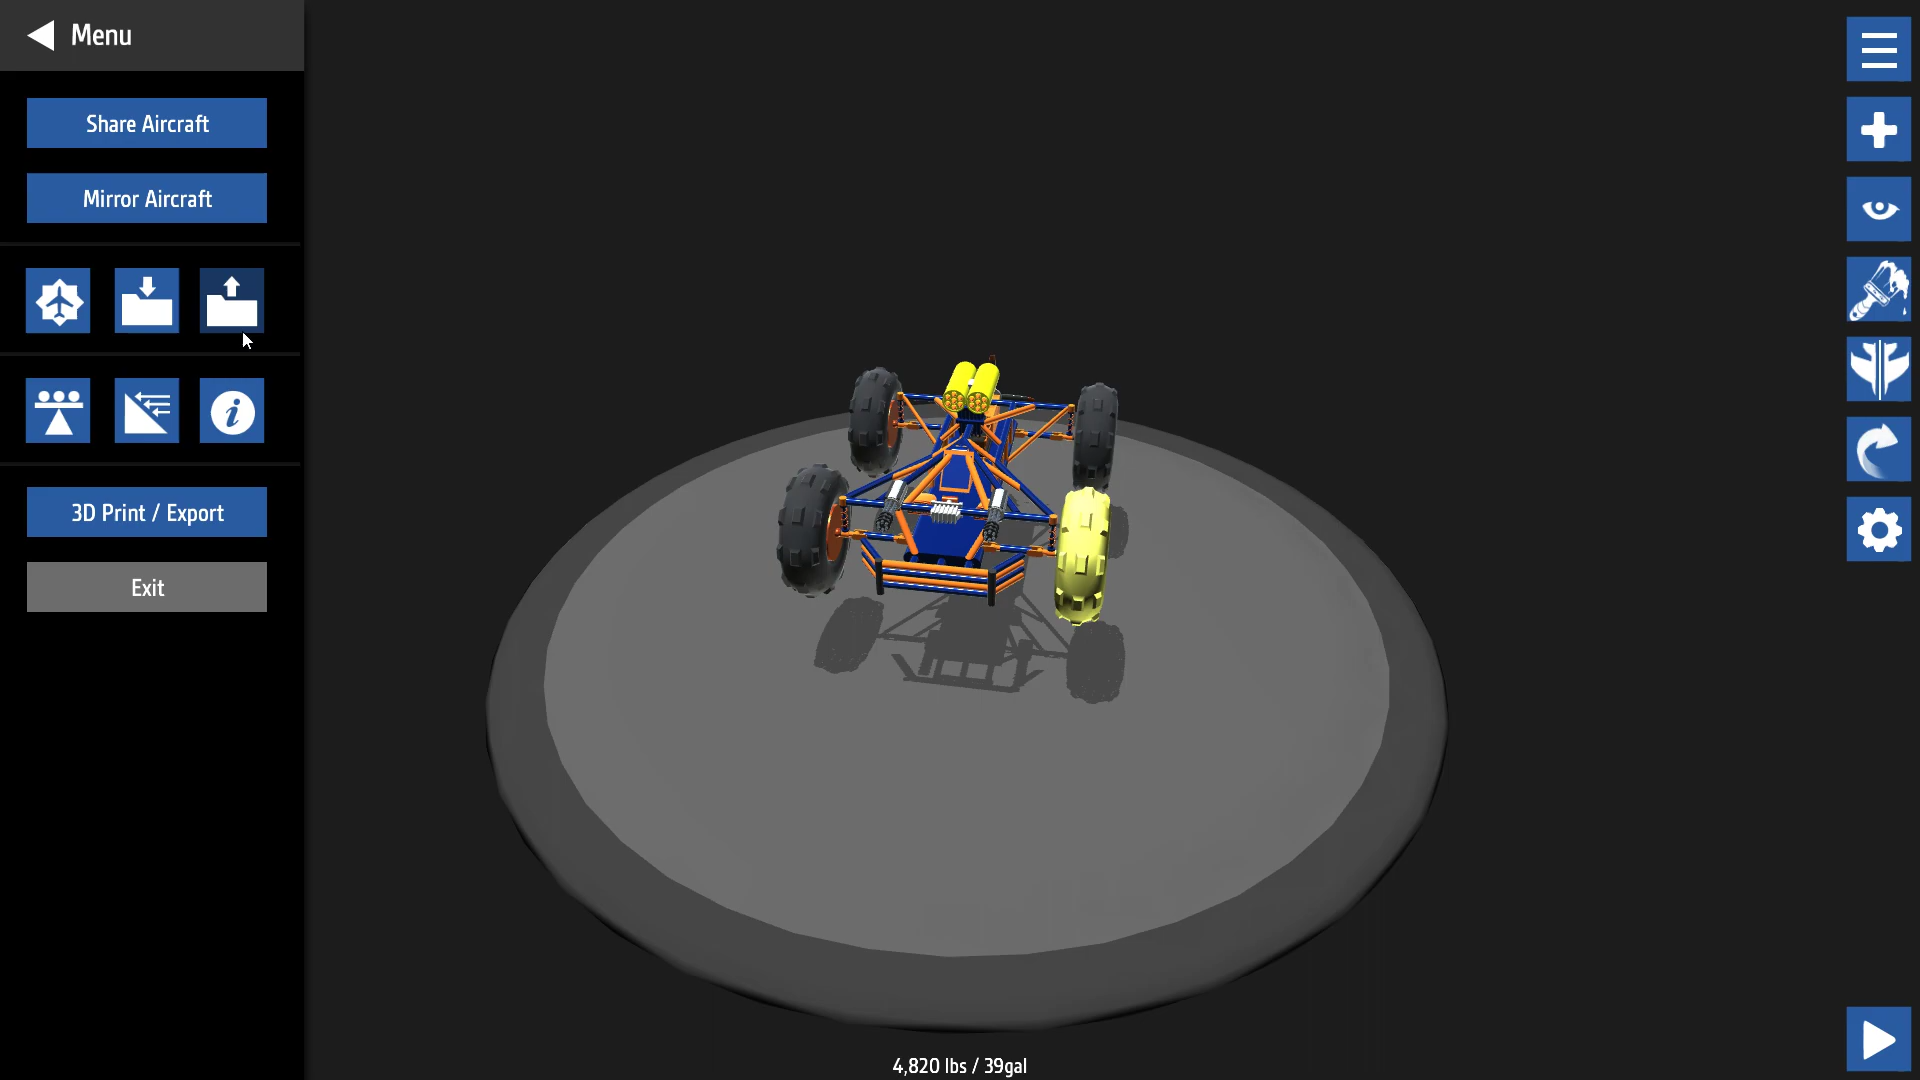 Menu
Share Aircraft
Mirror Aircraft
3D Print / Export
Exit
4,820 lbs / 39gal